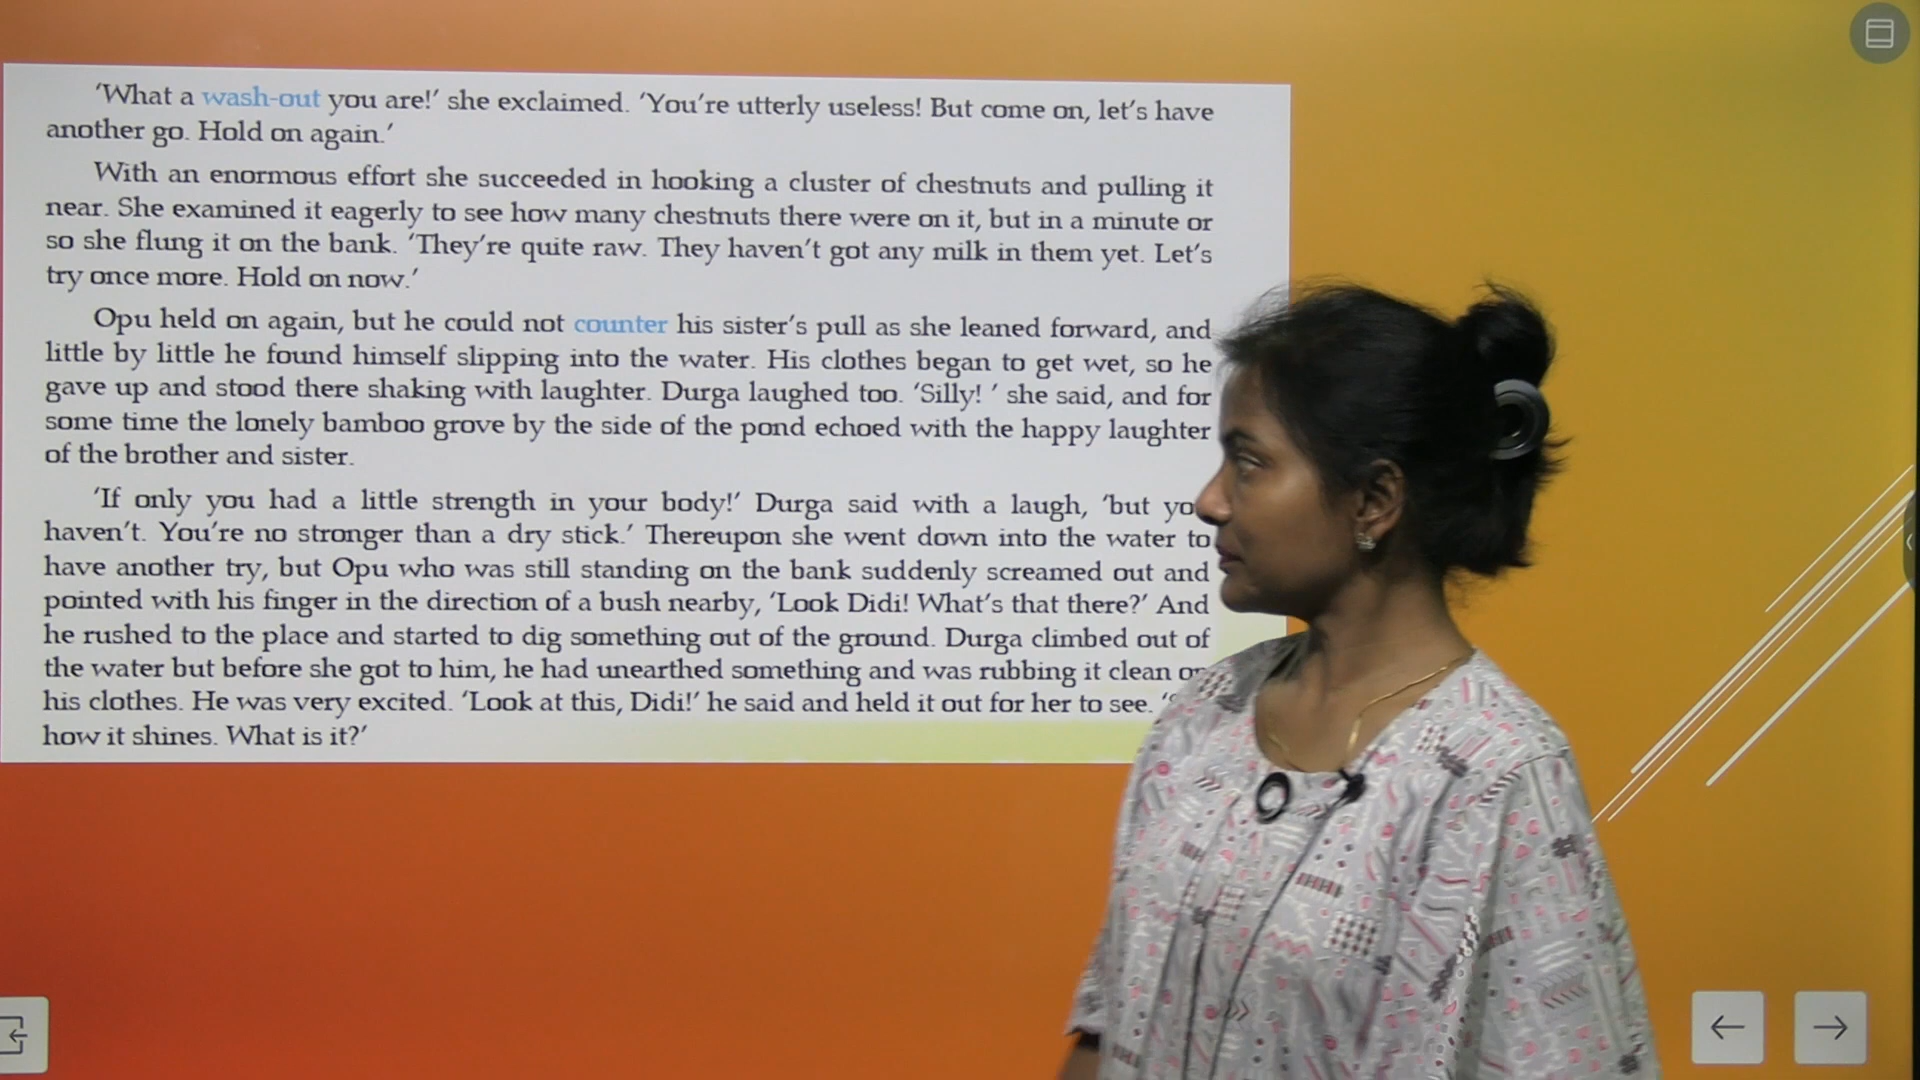 ‘What a wash-out you are!’ she exclaimed. ‘You’re utterly useless! But come on, let’s have
another go. Hold on again.’
With an enormous effort she succeeded in hooking a cluster of chestnuts and pulling it
near. She examined it eagerly to see how many chestnuts there were on it, but in a minute or
so she flung it on the bank. ‘They’re quite raw. They haven’t got any milk in them yet. Let’s
try once more. Hold on now.’
Opu held on again, but he could not counter his sister’s pull as she leaned forward, and
little by little he found himself slipping into the water. His clothes began to get wet, so he
gave up and stood there shaking with laughter. Durga laughed too. ‘Silly! ’ she said, and for
some time the lonely bamboo grove by the side of the pond echoed with the happy laughter
of the brother and sister.
‘If only you had a little strength in your body!’ Durga said with a laugh, ‘but
haven’t. You’re no stronger than a dry stick.’ Thereupon she went down into the water to
have another try, but Opu who was still standing on the bank suddenly screamed out and
pointed with his finger in the direction of a bush nearby, ‘Look Didi! What’s that there?’ And
he rushed to the place and started to dig something out of the ground. Durga climbed out of
the water but before she got to him, he had unearthed something and was rubbing it clean
his clothes. He was very excited. ‘Look at this, Didi!’ he said and held it out for her to see.
how it shines. What is it?’